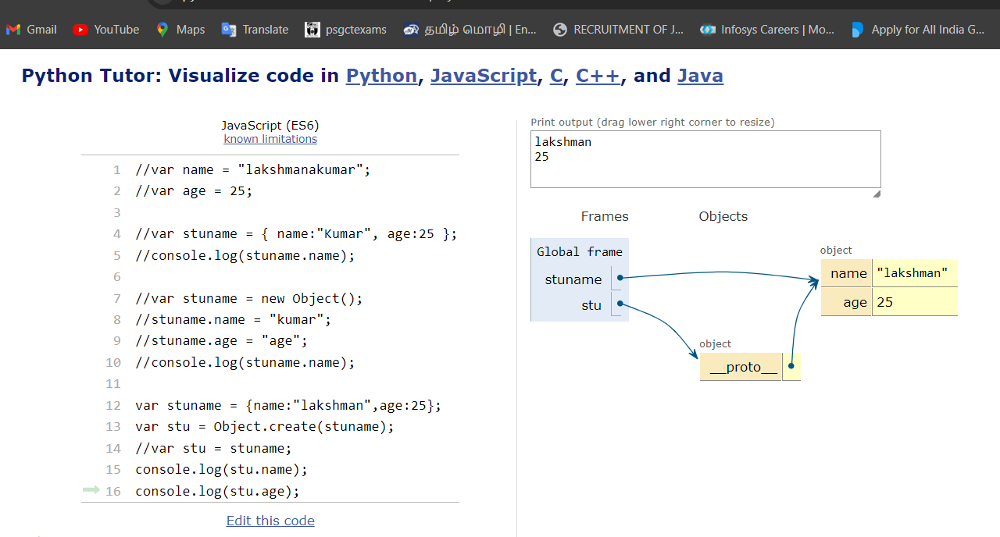 Gmail YouTube Maps Translate psgctexams தமிழ் மொழி | En... RECRUITMENT OF J... Infosys Careers | Mo... Apply for All India G...
Python Tutor: Visualize code in Python, JavaScript, C, C++, and Java
JavaScript (ES6)
known limitations
1 //var name = "lakshmanakumar";
2 //var age = 25;
3
4 //var stuname = { name:"Kumar", age:25 };
5 //console.log(stuname.name);
6
7 //var stuname = new Object();
8 //stuname.name = "kumar";
9 //stuname.age = "age";
10 //console.log(stuname.name);
11
12 var stuname = {name:"lakshman",age:25};
13 var stu = Object.create(stuname);
14 //var stu = stuname;
15 console.log(stu.name);
16 console.log(stu.age);
Edit this code
Print output (drag lower right corner to resize)
lakshman
25
Frames Objects
Global frame
stuname
stu
object
name "lakshman"
age 25
object
__proto__